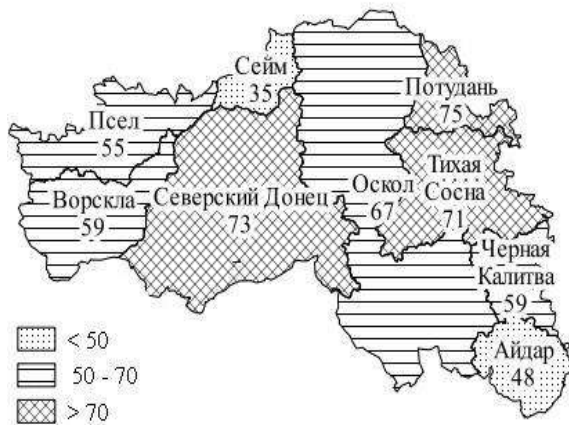 Сейм
35
Потудань
75
Псел
55
Тихая
Сосна
71
Ворскла
59
Северский Донец
73
Оскол
67
Черная
Калитва
59
Айдар
48
< 50
50 - 70
> 70